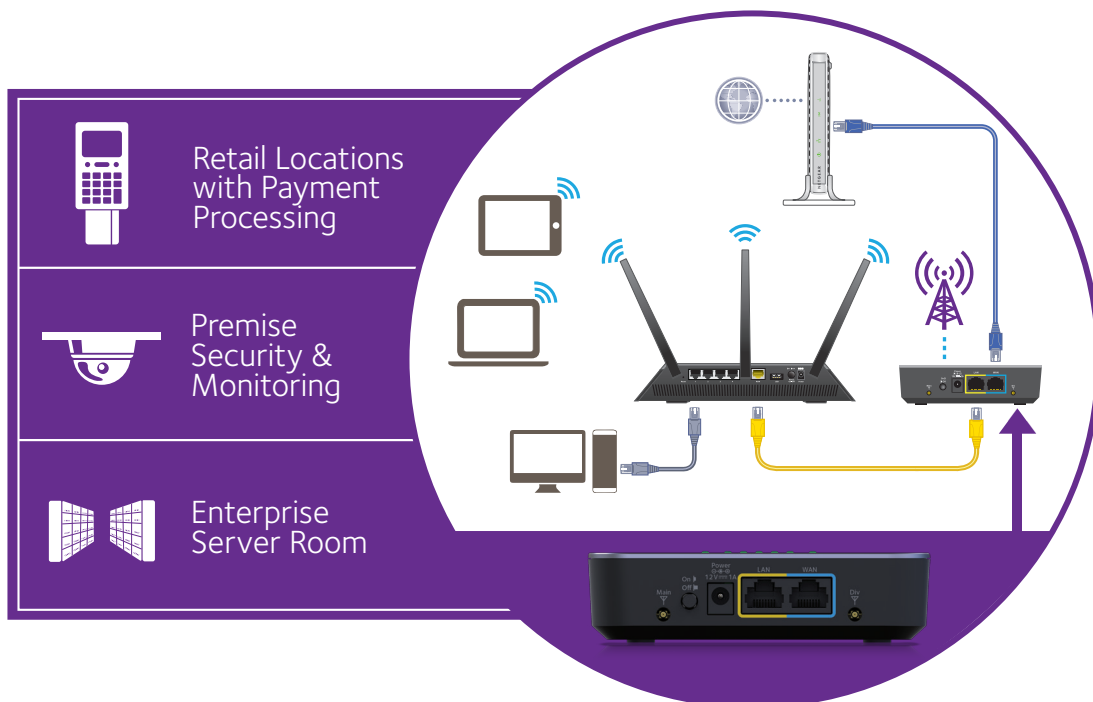 Retail Locations
with Payment
Processing
Premise
Security &
Monitoring
Enterprise
Server Room
NETGEAR
Power
12V⎓1A
LAN
WAN
On
Off
Main
Div